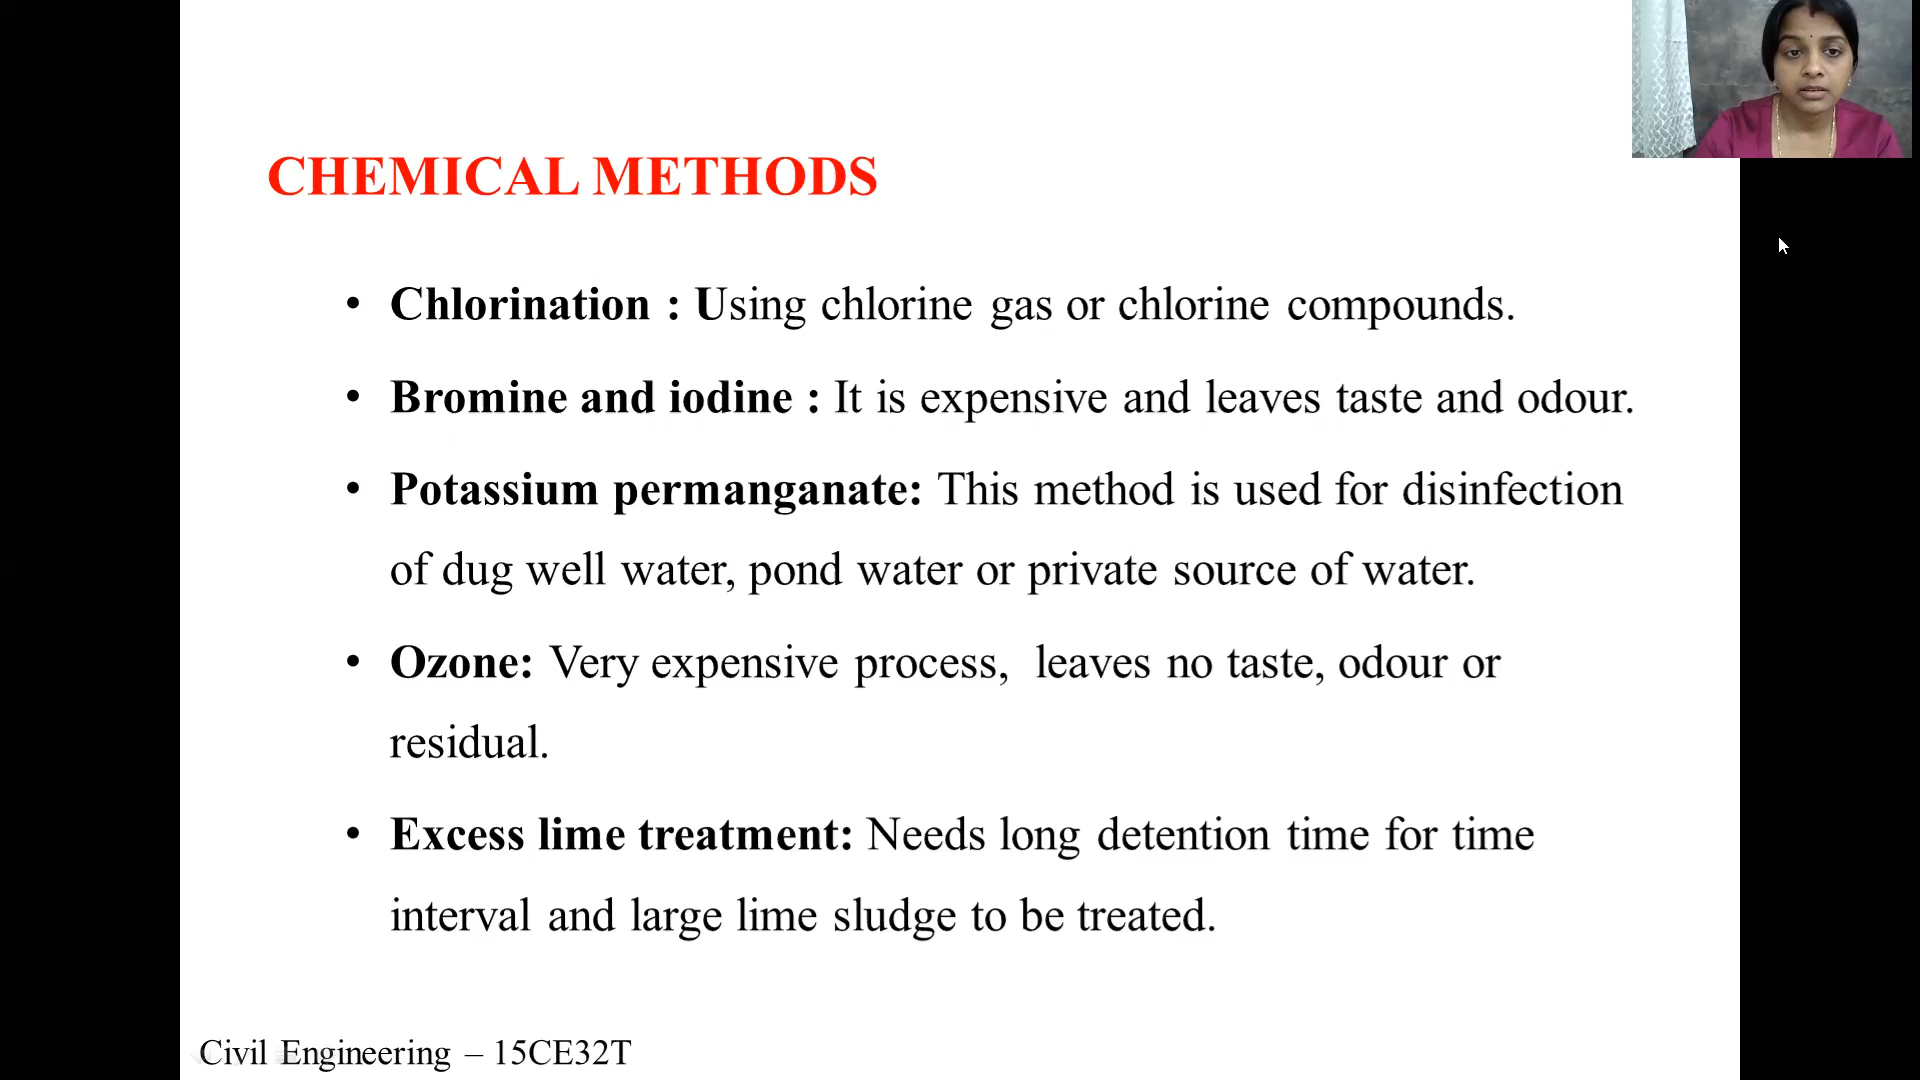 CHEMICAL METHODS
• Chlorination : Using chlorine gas or chlorine compounds.
• Bromine and iodine : It is expensive and leaves taste and odour.
• Potassium permanganate: This method is used for disinfection
of dug well water, pond water or private source of water.
• Ozone: Very expensive process, leaves no taste, odour or
residual.
• Excess lime treatment: Needs long detention time for time
interval and large lime sludge to be treated.
Civil Engineering – 15CE32T